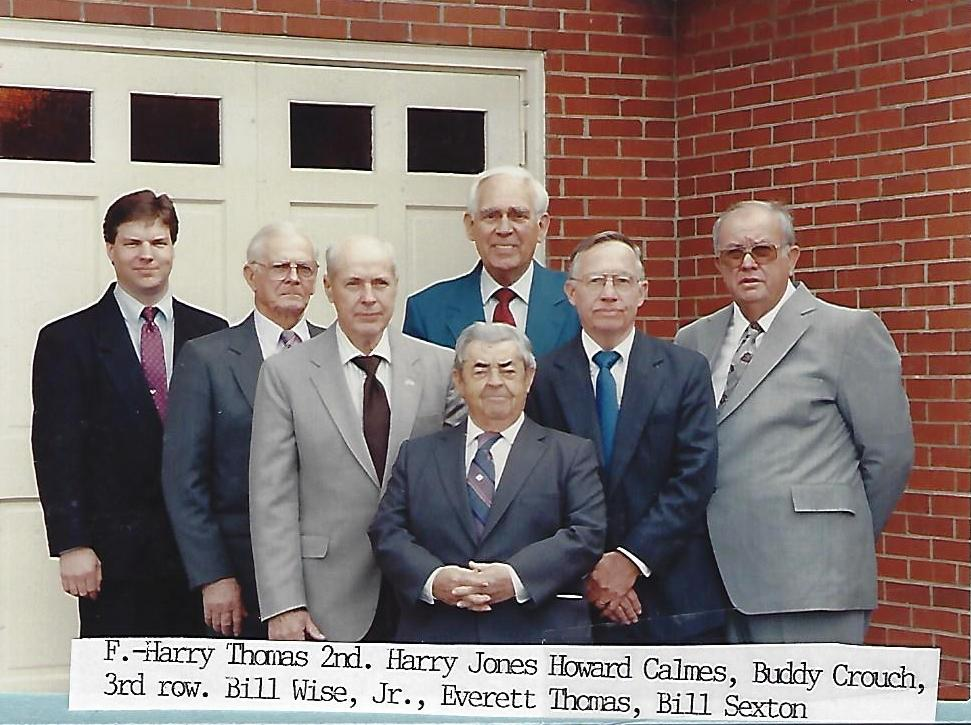 F.-Harry Thomas 2nd. Harry Jones Howard Calmes, Buddy Crouch,
3rd row. Bill Wise, Jr., Everett Thomas, Bill Sexton